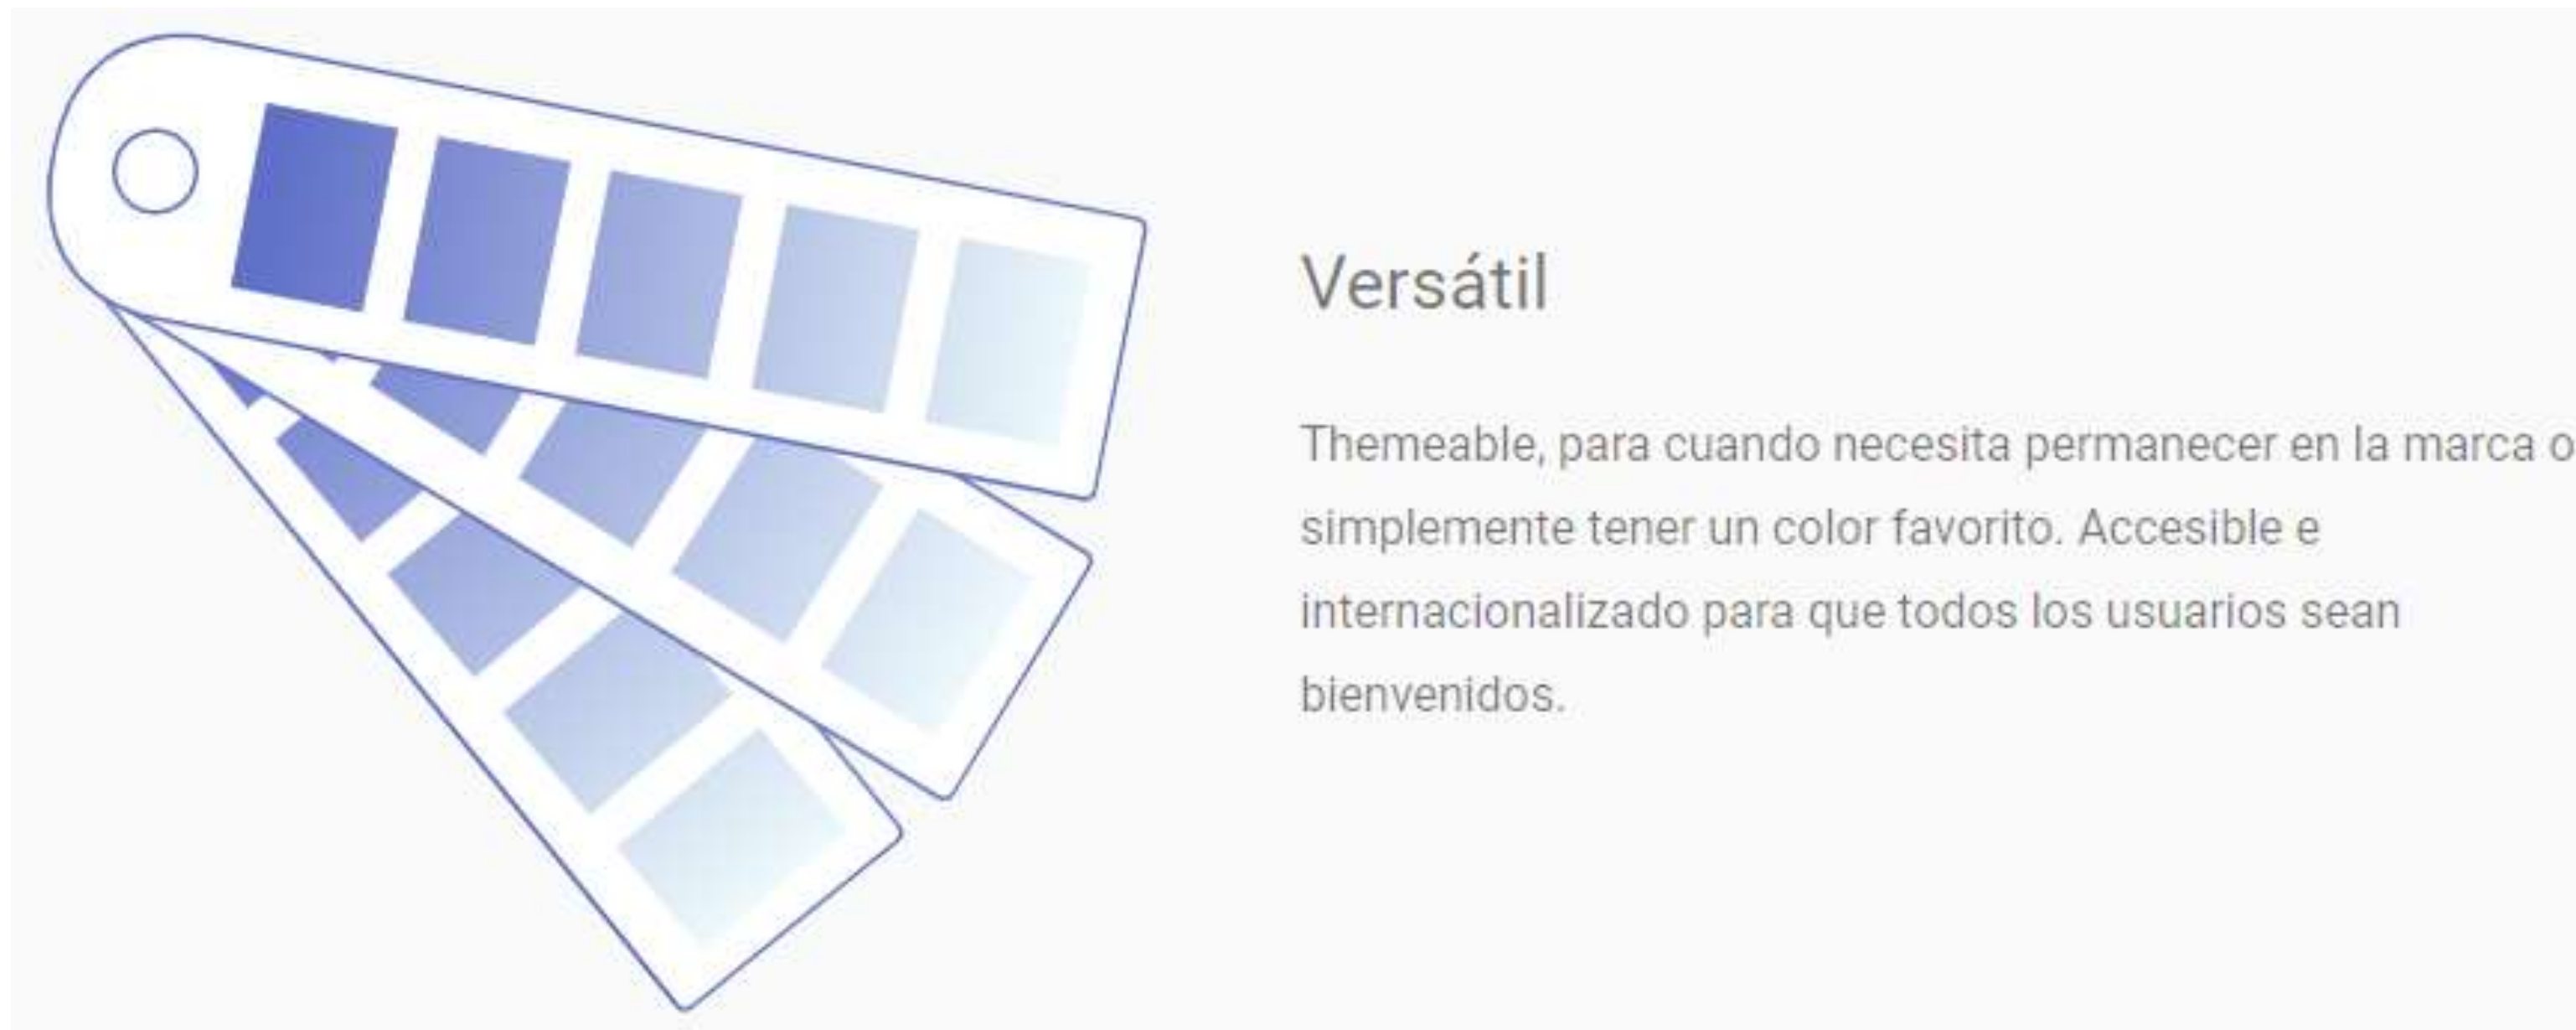 Versátil
Themeable, para cuando necesita permanecer en la marca o
simplemente tener un color favorito. Accesible e
internacionalizado para que todos los usuarios sean
bienvenidos.